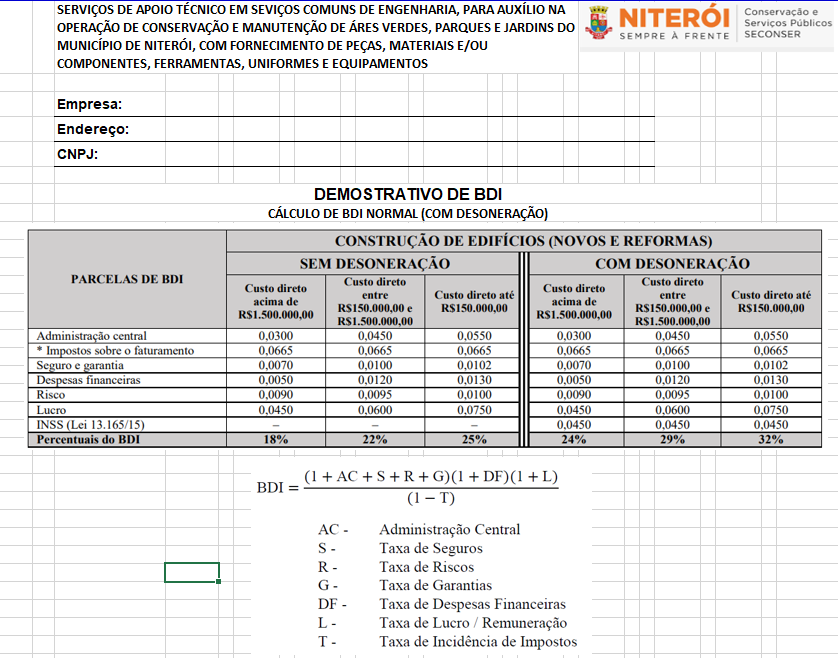 SERVIÇOS DE APOIO TÉCNICO EM SEVIÇOS COMUNS DE ENGENHARIA, PARA AUXÍLIO NA
OPERAÇÃO DE CONSERVAÇÃO E MANUTENÇÃO E ÁRES VERDES, PARQUES E JARDINS DO
MUNICÍPIO DE NITERÓI, COM FORNECIMENTO DE PEÇAS, MATERIAIS E/OU
COMPONENTES, FERRAMENTAS, UNIFORMES E EQUIPAMENTOS
NITERÓI
SEMPRE À FRENTE
Conservação e
Serviços Públicos
SECONSER
Empresa:
Endereço:
CNPJ:
DEMOSTRATIVO DE BDI
CÁLCULO DE BDI NORMAL (COM DESONERAÇÃO)
PARCELAS DE BDI
CONSTRUÇÃO DE EDIFÍCIOS (NOVOS E REFORMAS)
SEM DESONERAÇÃO COM DESONERAÇÃO
Custo direto acima de R$1.500.000,00 Custo direto entre R$150.000,00 e R$1.500.000,00 Custo direto até R$150.000,00 Custo direto acima de R$1.500.000,00 Custo direto entre R$150.000,00 e R$1.500.000,00 Custo direto até R$150.000,00
Administração central 0,0300 0,0450 0,0550 0,0300 0,0450 0,0550
* Impostos sobre o faturamento 0,0665 0,0665 0,0665 0,0665 0,0665 0,0665
Seguro e garantia 0,0070 0,0100 0,0102 0,0070 0,0100 0,0102
Despesas financeiras 0,0050 0,0120 0,0130 0,0050 0,0120 0,0130
Risco 0,0090 0,0095 0,0100 0,0090 0,0095 0,0100
Lucro 0,0450 0,0600 0,0750 0,0450 0,0600 0,0750
INSS (Lei 13.165/15) – – – 0,0450 0,0450 0,0450
Percentuais do BDI 18% 22% 25% 24% 29% 32%
BDI = (1 + AC + S + R + G)(1 + DF)(1 + L)
(1 − T)
AC - Administração Central
S - Taxa de Seguros
R - Taxa de Riscos
G - Taxa de Garantias
DF - Taxa de Despesas Financeiras
L - Taxa de Lucro / Remuneração
T - Taxa de Incidência de Impostos